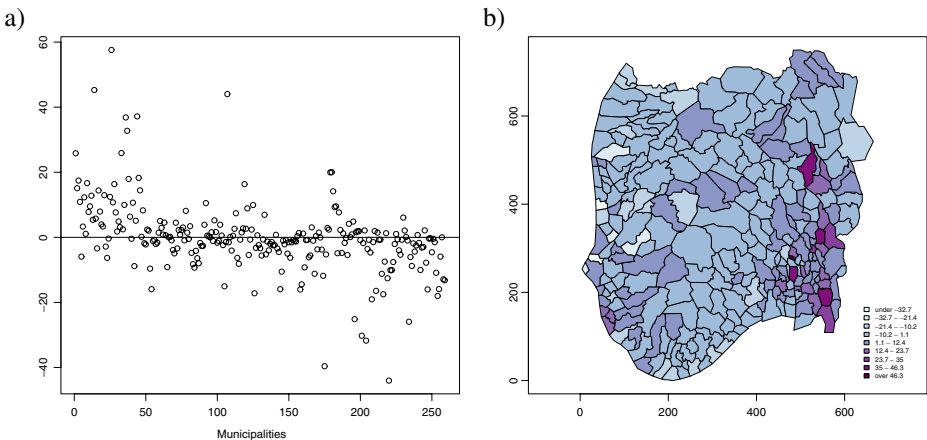 a)
60
40
20
0
−20
−40
0 50 100 150 200 250
Municipalities
b)
600
400
200
0
0 200 400 600
under −32.7
−32.7 − −21.4
−21.4 − −10.2
−10.2 − 1.1
1.1 − 12.4
12.4 − 23.7
23.7 − 35
35 − 46.3
over 46.3